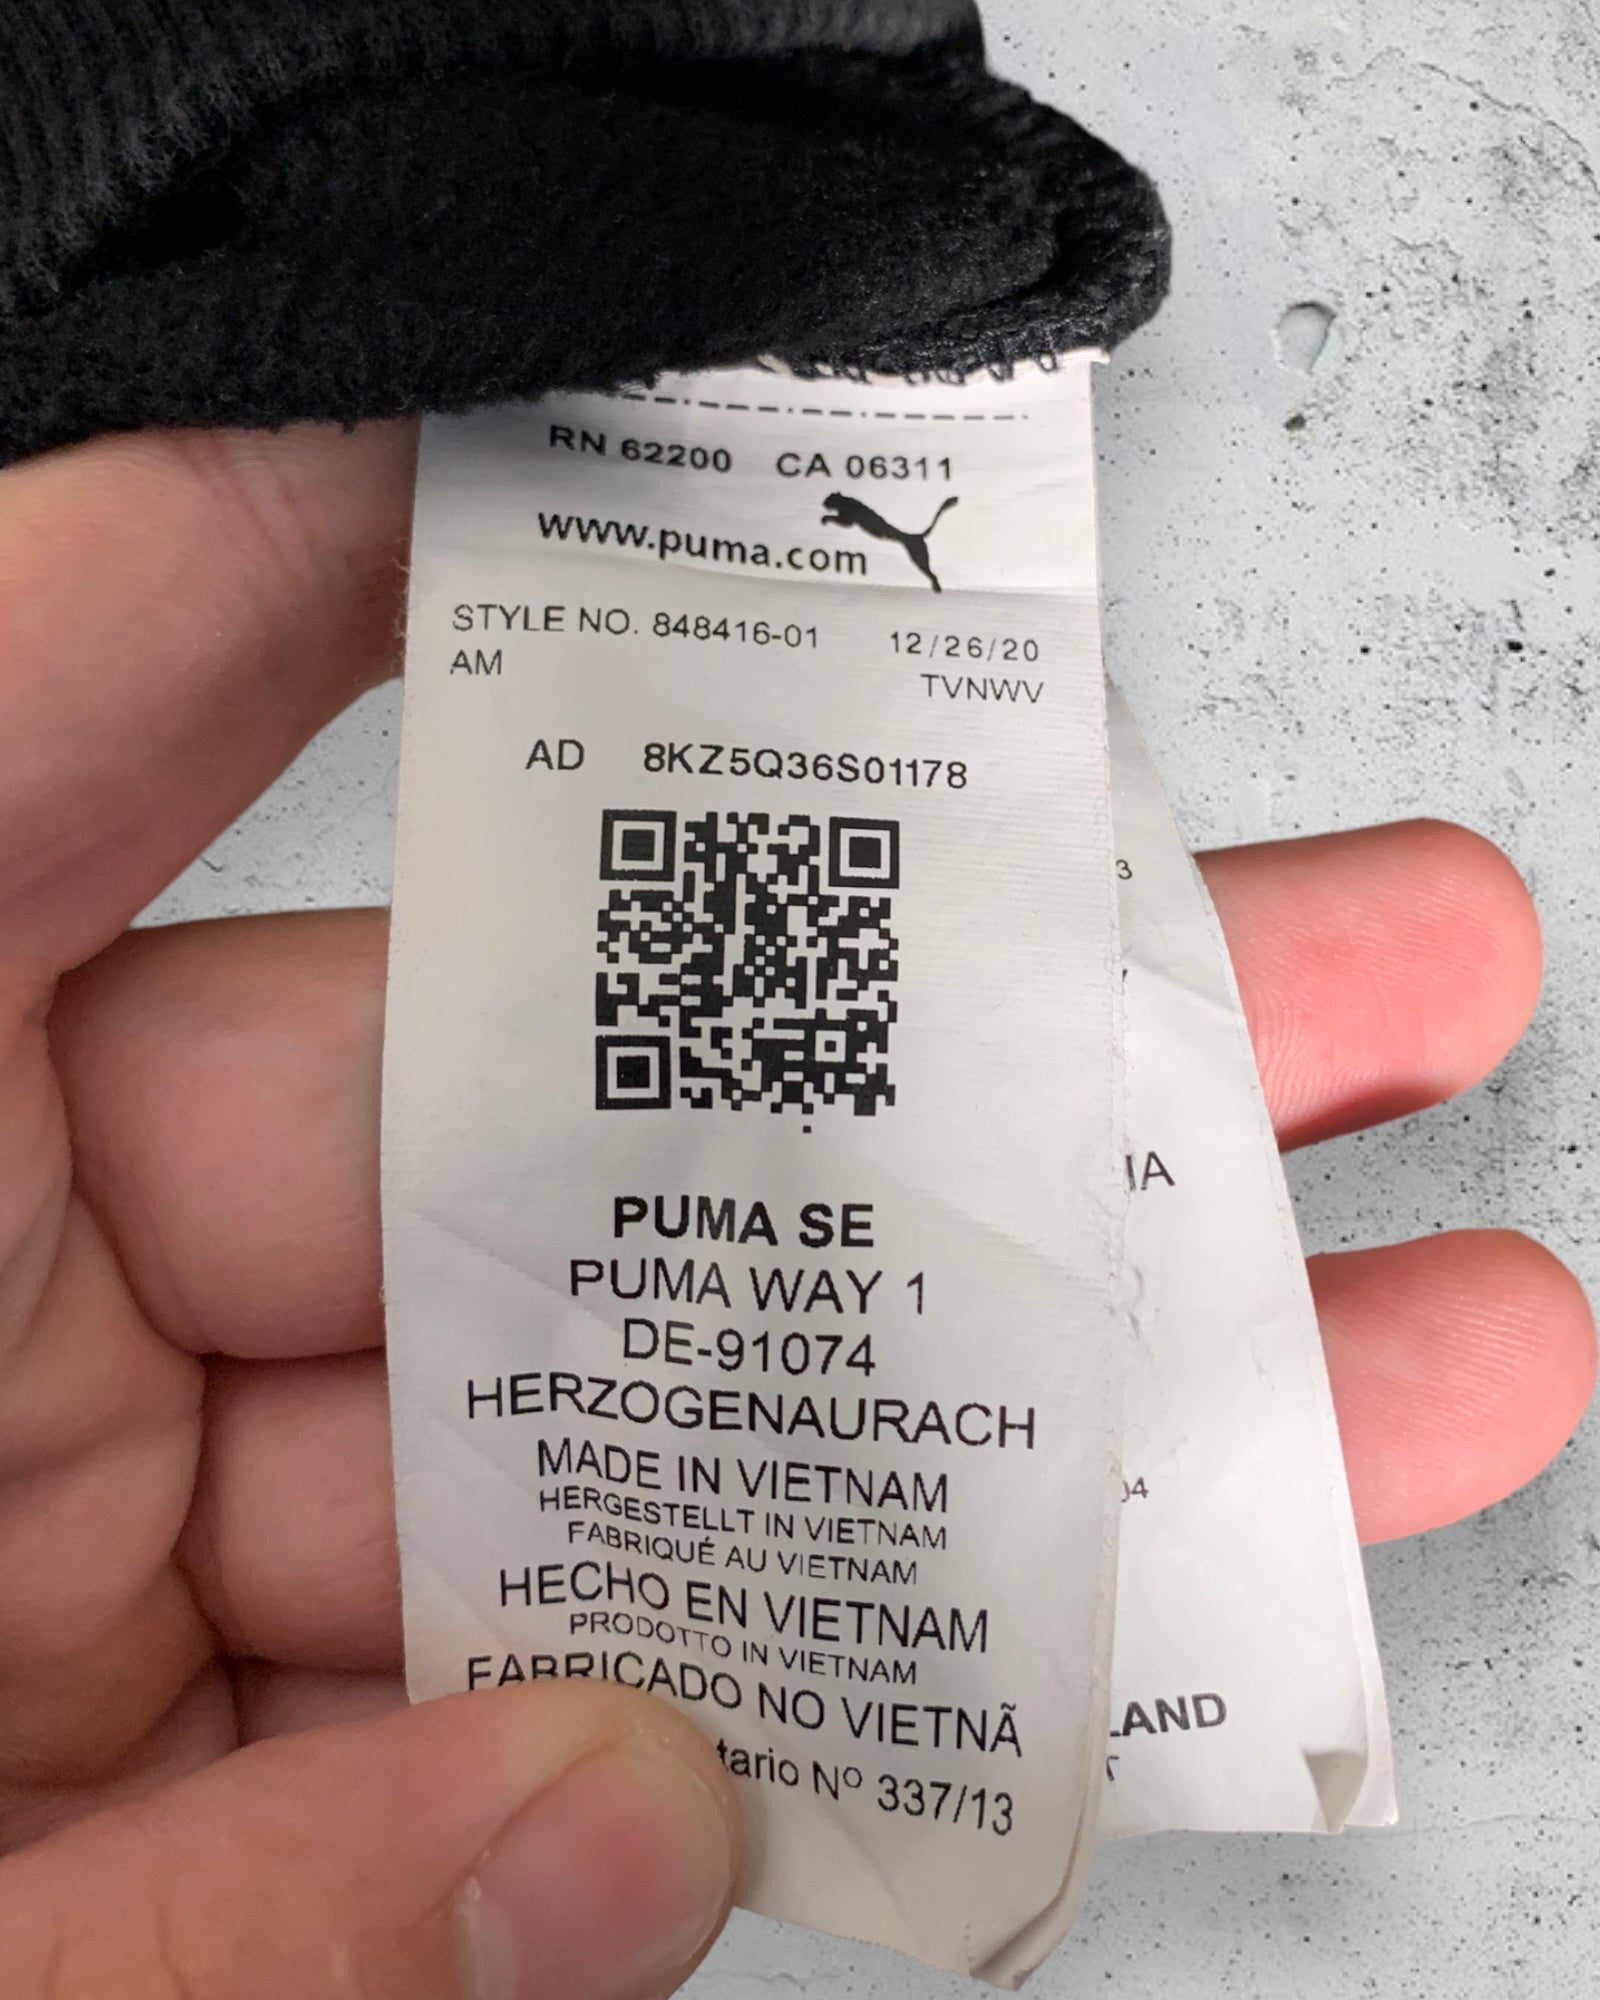 RN 62200 CA 06311
www.puma.com
STYLE NO. 848416-01 12/26/20
AM TVNWV
AD 8KZ5Q36S01178
PUMA SE
PUMA WAY 1
DE-91074
HERZOGENAURACH
MADE IN VIETNAM
HERGESTELLT IN VIETNAM
FABRIQUÉ AU VIETNAM
HECHO EN VIETNAM
PRODOTTO IN VIETNAM
FABRICADO NO VIETNÃ
Nº 337/13